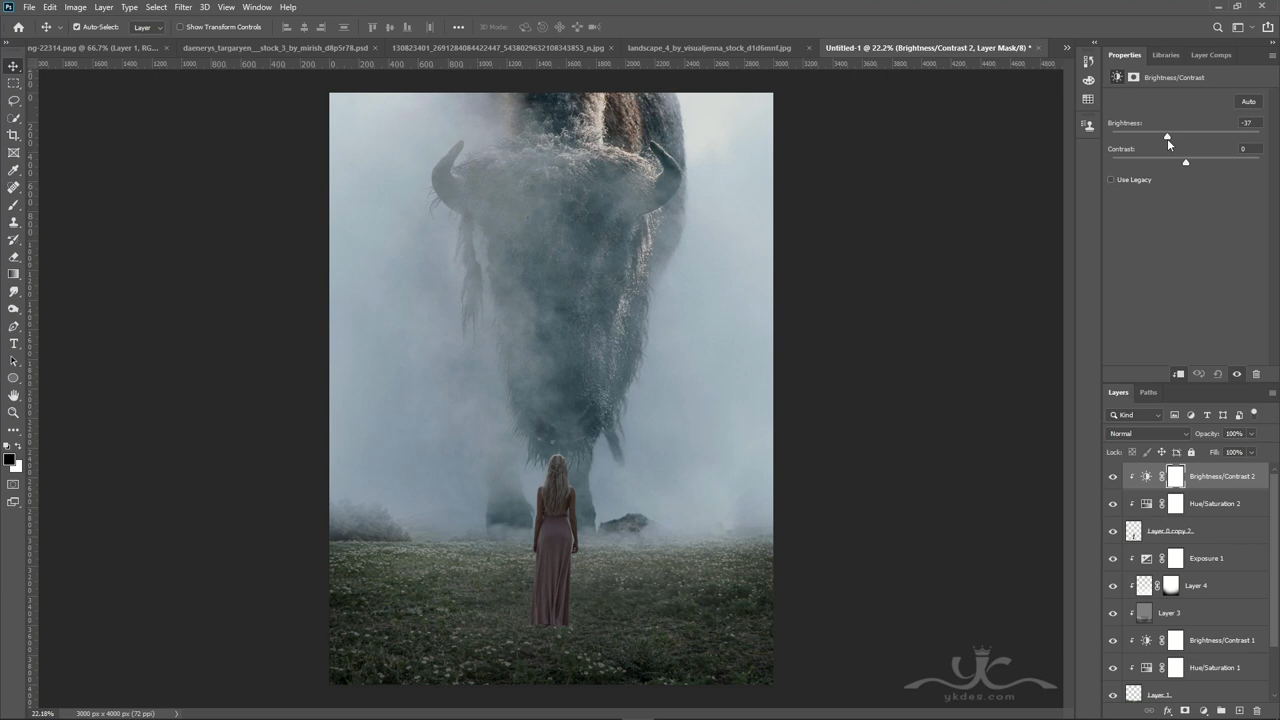 File Edit Image Layer Type Select Filter 3D View Window Help
Auto-Select: Layer Show Transform Controls 3D Mode:
ng-22314.png @ 66.7% (Layer 1, RG... daenerys_targaryen__stock_3_by_mirish_d8p5r78.psd 130823401_2691284084422447_5438029632108343853_n.jpg landscape_4_by_visualjenna_stock_d1d6mnf.jpg Untitled-1 @ 22.2% (Brightness/Contrast 2, Layer Mask/8) *
Properties Libraries Layer Comps
Brightness/Contrast
Auto
Brightness: -37
Contrast: 0
Use Legacy
Layers Paths
Kind
Normal Opacity: 100%
Lock: Fill: 100%
Brightness/Contrast 2
Hue/Saturation 2
Layer 0 copy 2
Exposure 1
Layer 4
Layer 3
Brightness/Contrast 1
Hue/Saturation 1
Layer 1
yc
ykdes.com
22.18% 3000 px x 4000 px (72 ppi)